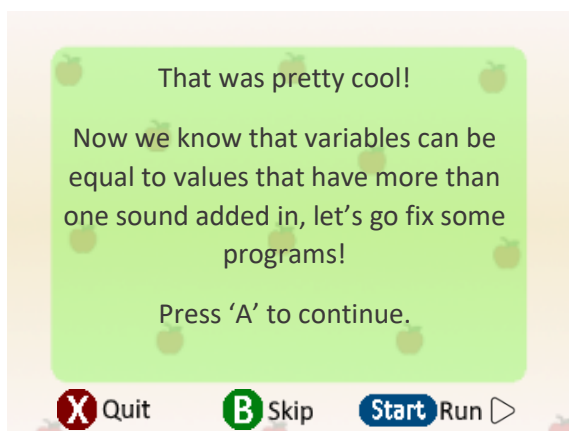 That was pretty cool!
Now we know that variables can be
equal to values that have more than
one sound added in, let’s go fix some
programs!
Press ‘A’ to continue.
X Quit B Skip Start Run